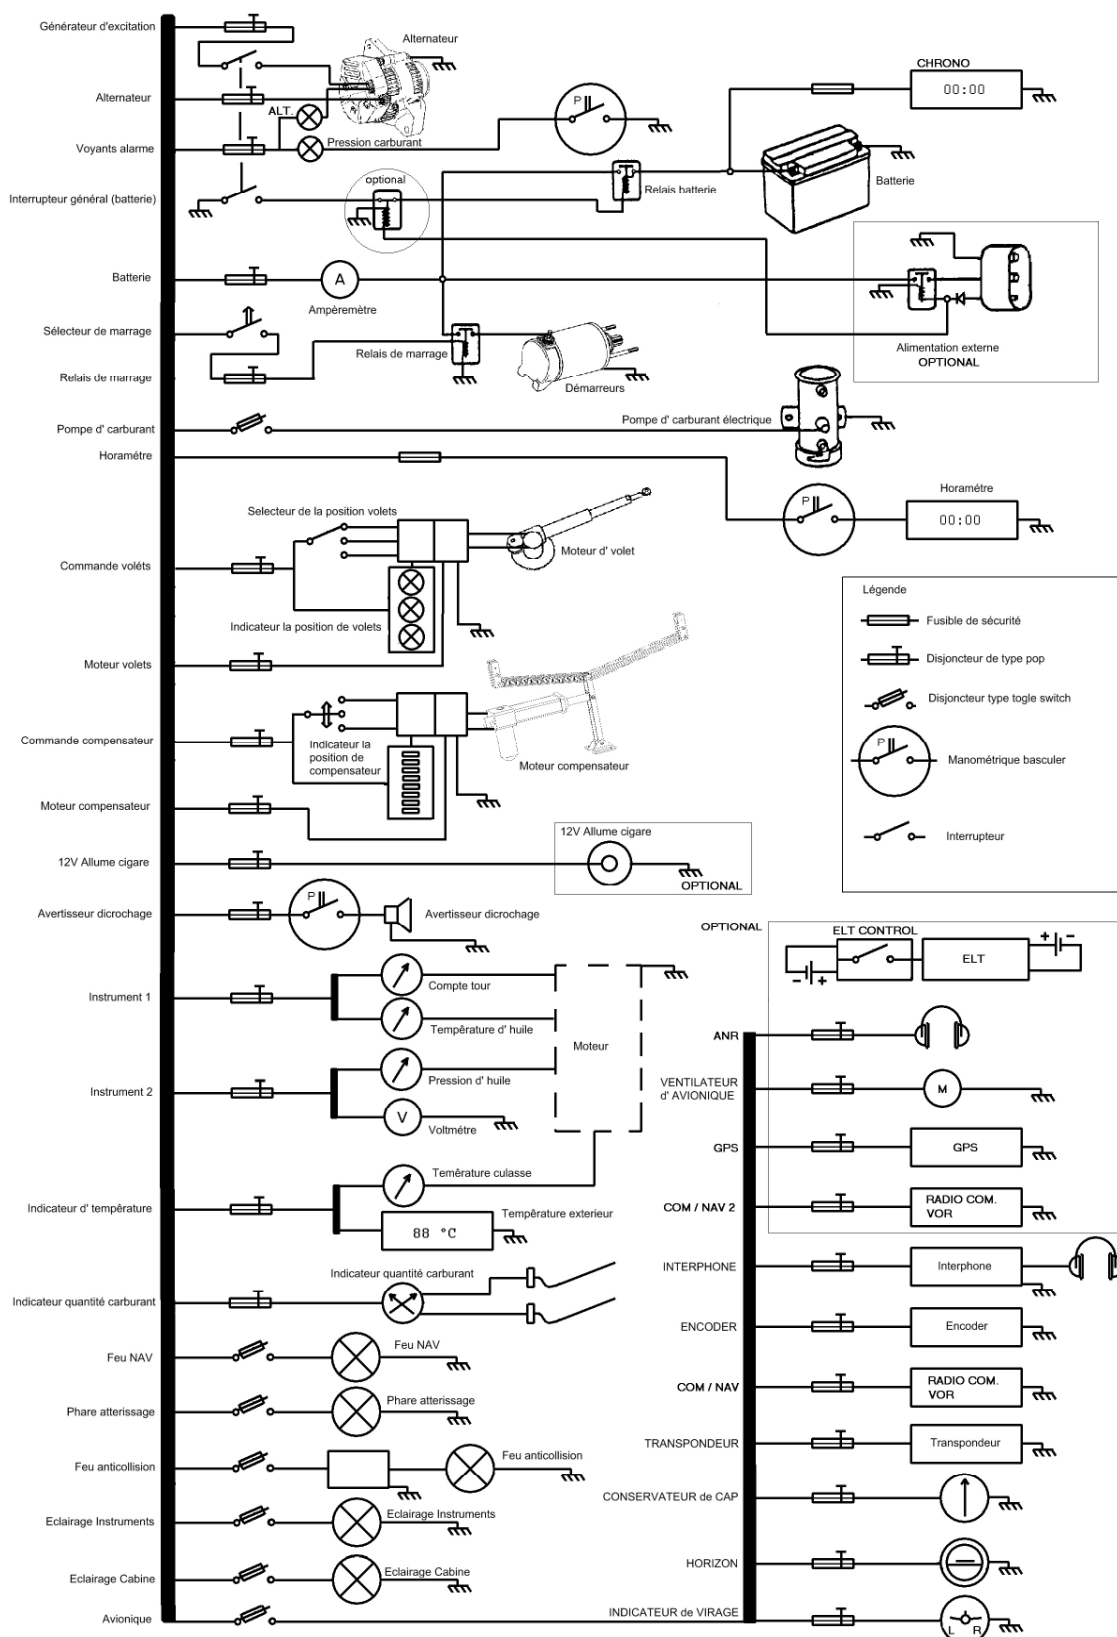 Générateur d'excitation
Alternateur
Alternateur
ALT.
Voyants alarme
Pression carburant
P
CHRONO
00:00
Batterie
Relais batterie
optional
Interrupteur général (batterie)
Batterie
A
Ampèremètre
Sélecteur de marrage
Relais de marrage
Relais de marrage
Démarreurs
Alimentation externe
OPTIONAL
Pompe d' carburant
Pompe d' carburant électrique
Horamétre
P
Horamétre
00:00
Selecteur de la position volets
Moteur d' volet
Commande voléts
Indicateur la position de volets
Moteur volets
Commande compensateur
Indicateur la
position de
compensateur
Moteur compensateur
Moteur compensateur
Légende
Fusible de sécurité
Disjoncteur de type pop
Disjoncteur type togle switch
P
Manométrique basculer
Interrupteur
12V Allume cigare
12V Allume cigare
OPTIONAL
Avertisseur dicrochage
P
Avertisseur dicrochage
Instrument 1
Compte tour
Températured' huile
Moteur
Instrument 2
Pression d' huile
V
Voltmétre
Indicateur d' température
Temêrature culasse
88 °C
Température exterieur
Indicateur quantité carburant
Indicateur quantité carburant
Feu NAV
Feu NAV
Phare atterissage
Phare atterissage
Feu anticollision
Feu anticollision
Eclairage Instruments
Eclairage Instruments
Eclairage Cabine
Eclairage Cabine
Avionique
OPTIONAL
ELT CONTROL
- +
ELT
+ -
ANR
VENTILATEUR
d' AVIONIQUE
M
GPS
GPS
COM / NAV 2
RADIO COM.
VOR
INTERPHONE
Interphone
ENCODER
Encoder
COM / NAV
RADIO COM.
VOR
TRANSPONDEUR
Transpondeur
CONSERVATEUR de CAP
HORIZON
INDICATEUR de VIRAGE
L R